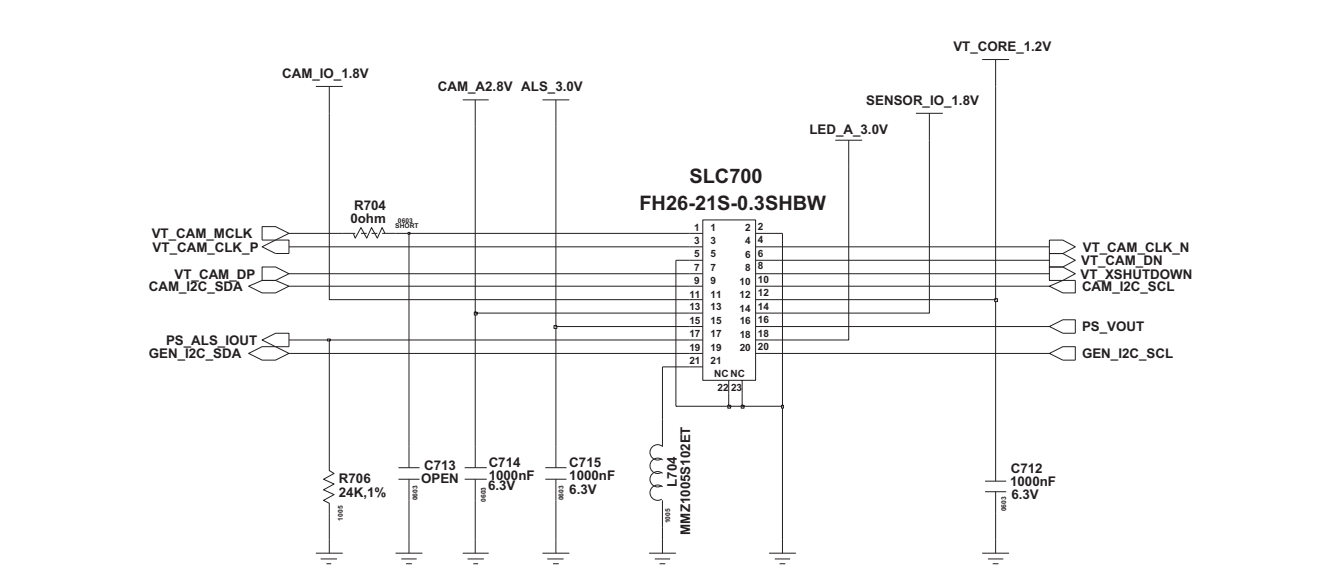 VT_CORE_1.2V
CAM_IO_1.8V
CAM_A2.8V ALS_3.0V
SENSOR_IO_1.8V
LED_A_3.0V
SLC700
FH26-21S-0.3SHBW
R704
0ohm
0603
SHORT
VT_CAM_MCLK 1 1 2 2
VT_CAM_CLK_P 3 3 4 4 VT_CAM_CLK_N
5 5 6 6 VT_CAM_DN
VT_CAM_DP 7 7 8 8 VT_XSHUTDOWN
CAM_I2C_SDA 9 9 10 10 CAM_I2C_SCL
11 11 12 12
13 13 14 14
15 15 16 16 PS_VOUT
PS_ALS_IOUT 17 17 18 18
GEN_I2C_SDA 19 19 20 20 GEN_I2C_SCL
21 21
NC NC
22 23
R706
24K,1%
1005
C713
OPEN
0603
C714
1000nF
6.3V
0603
C715
1000nF
6.3V
0603
L704
MMZ1005S102ET
1005
C712
1000nF
6.3V
0603